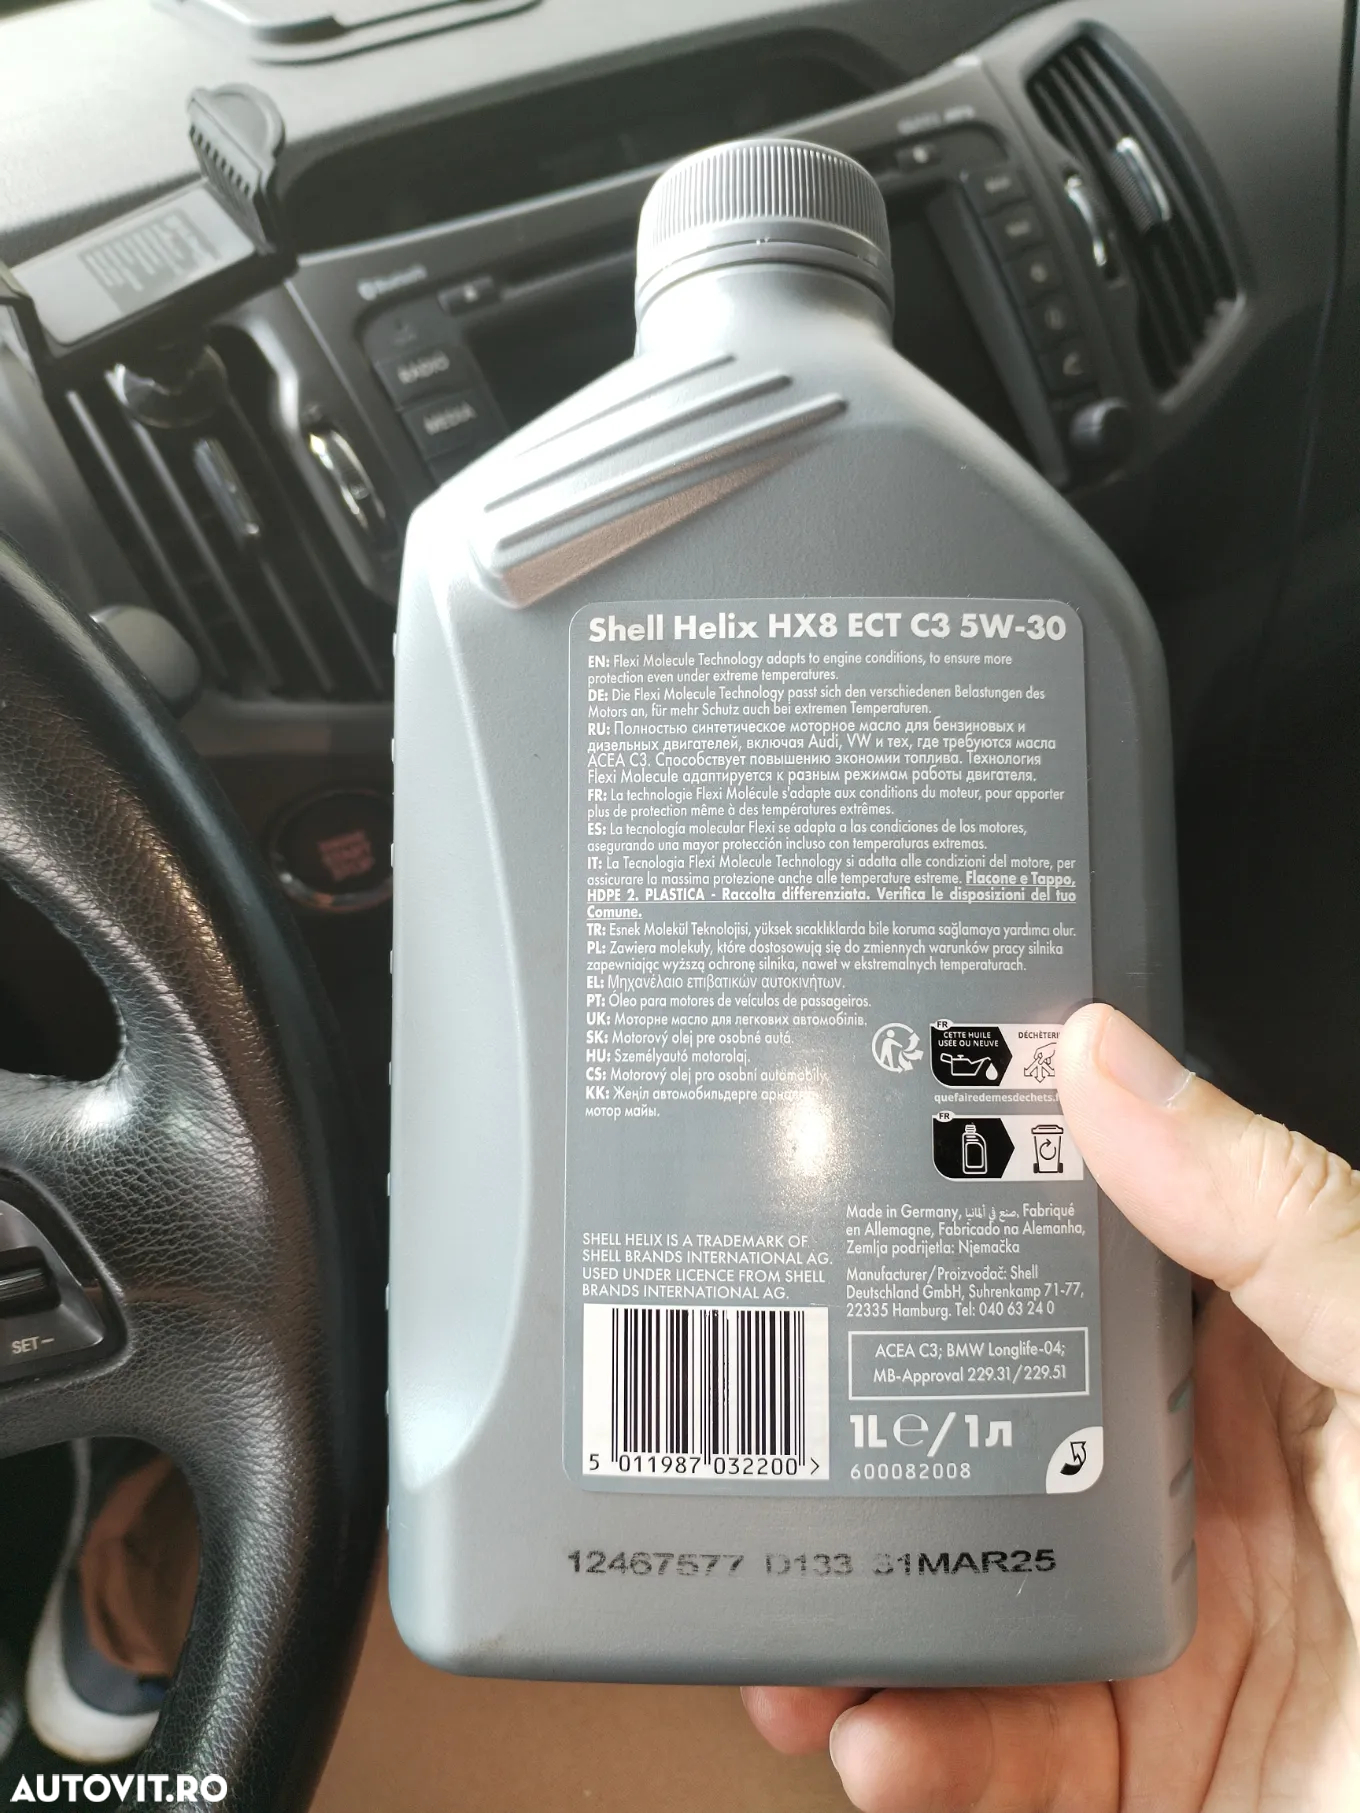 RADIO
MEDIA
Shell Helix HX8 ECT C3 5W-30
EN: Flexi Molecule Technology adapts to engine conditions, to ensure more
protection even under extreme temperatures.
DE: Die Flexi Molecule Technology passt sich den verschiedenen Belastungen des
Motors an, für mehr Schutz auch bei extremen Temperaturen.
RU: Полностью синтетическое моторное масло для бензиновых и
дизельных двигателей, включая Audi, VW и тех, где требуются масла
ACEA C3. Способствует повышению экономии топлива. Технология
Flexi Molecule адаптируется к разным режимам работы двигателя.
FR: La technologie Flexi Molécule s'adapte aux conditions du moteur, pour apporter
plus de protection même à des températures extrêmes.
ES: La tecnología molecular Flexi se adapta a las condiciones de los motores,
asegurando una mayor protección incluso con temperaturas extremas.
IT: La Tecnologia Flexi Molecule Technology si adatta alle condizioni del motore, per
assicurare la massima protezione anche alle temperature estreme. Flacone e Tappo,
HDPE 2. PLASTICA - Raccolta differenziata. Verifica le disposizioni del tuo
Comune.
TR: Esnek Molekül Teknolojisi, yüksek sıcaklıklarda bile koruma sağlamaya yardımcı olur.
PL: Zawiera molekuły, które dostosowują się do zmiennych warunków pracy silnika
zapewniając wyższą ochronę silnika, nawet w ekstremalnych temperaturach.
EL: Μηχανέλαιο επιβατικών αυτοκινήτων.
PT: Óleo para motores de veículos de passageiros.
UK: Моторне масло для легкових автомобілів.
SK: Motorový olej pre osobné autá.
HU: Személyautó motorolaj.
CS: Motorový olej pro osobní automobily.
KK: Жеңіл автомобильдерге арналған
мотор майы.
FR
CETTE HUILE
USÉE OU NEUVE
DÉCHÈTERI
quefairedemesdechets.f
FR
Made in Germany, صنع في ألمانيا, Fabriqué
en Allemagne, Fabricado na Alemanha,
Zemlja podrijetla: Njemačka
SHELL HELIX IS A TRADEMARK OF
SHELL BRANDS INTERNATIONAL AG.
USED UNDER LICENCE FROM SHELL
BRANDS INTERNATIONAL AG.
Manufacturer/Proizvođač: Shell
Deutschland GmbH, Suhrenkamp 71-77,
22335 Hamburg. Tel: 040 63 24 0
ACEA C3; BMW Longlife-04;
MB-Approval 229.31/229.51
1L e/1л
600082008
5 011987 032200 >
12467577 D133 31MAR25
SET-
AUTOVIT.RO